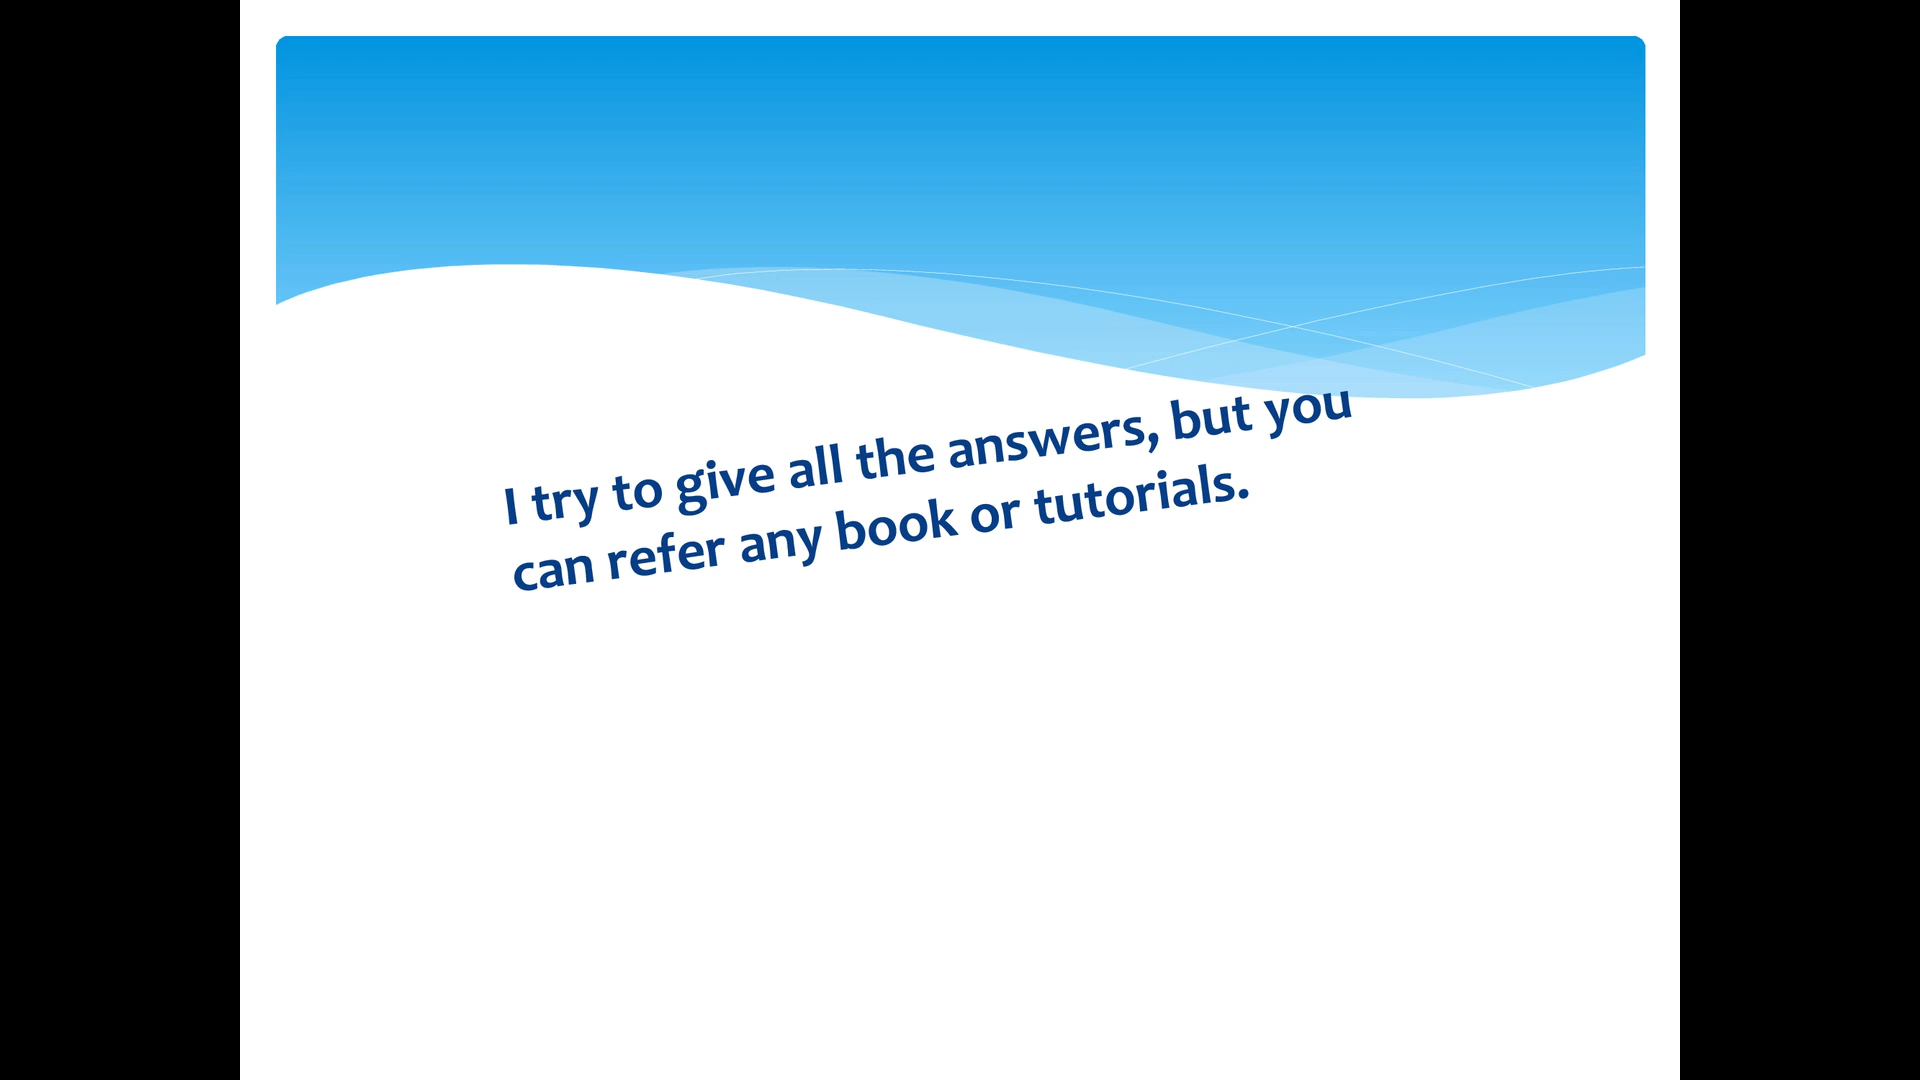 I try to give all the answers, but you
can refer any book or tutorials.